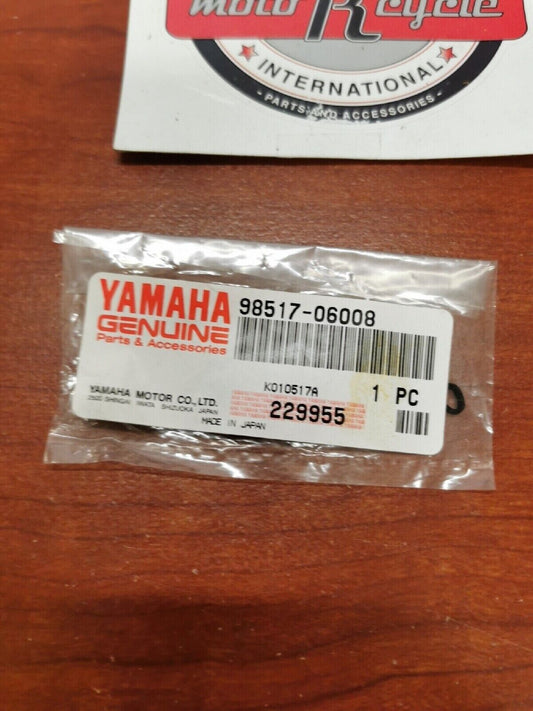 moto R cycle
INTERNATIONAL
- PARTS AND ACCESSORIES -
YAMAHA 98517-06008
GENUINE
Parts & Accessories
K010517A 1 PC
YAMAHA MOTOR CO., LTD.
2500 SHINGAI IWATA SHIZUOKA JAPAN
229955
MADE IN JAPAN